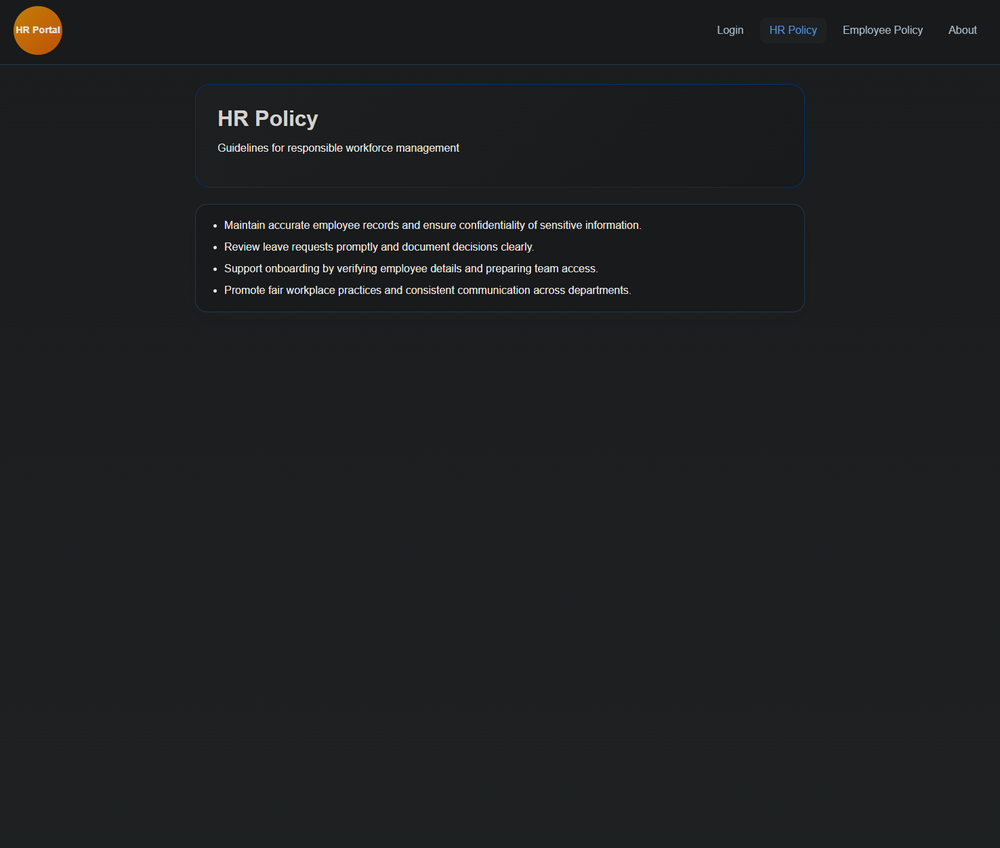 HR Portal
Login
HR Policy
Employee Policy
About
HR Policy
Guidelines for responsible workforce management
Maintain accurate employee records and ensure confidentiality of sensitive information.
Review leave requests promptly and document decisions clearly.
Support onboarding by verifying employee details and preparing team access.
Promote fair workplace practices and consistent communication across departments.